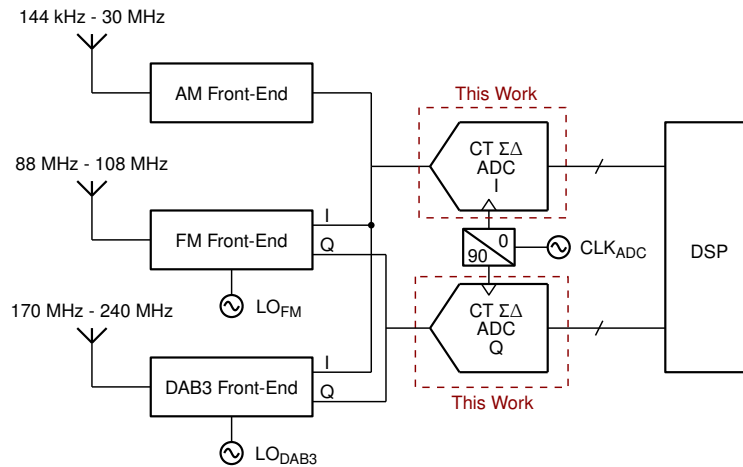 144 kHz - 30 MHz
AM Front-End
88 MHz - 108 MHz
FM Front-End
I
Q
LOFM
170 MHz - 240 MHz
DAB3 Front-End
I
Q
LODAB3
This Work
CT ΣΔ
ADC
I
0
90
CLKADC
CT ΣΔ
ADC
Q
This Work
DSP